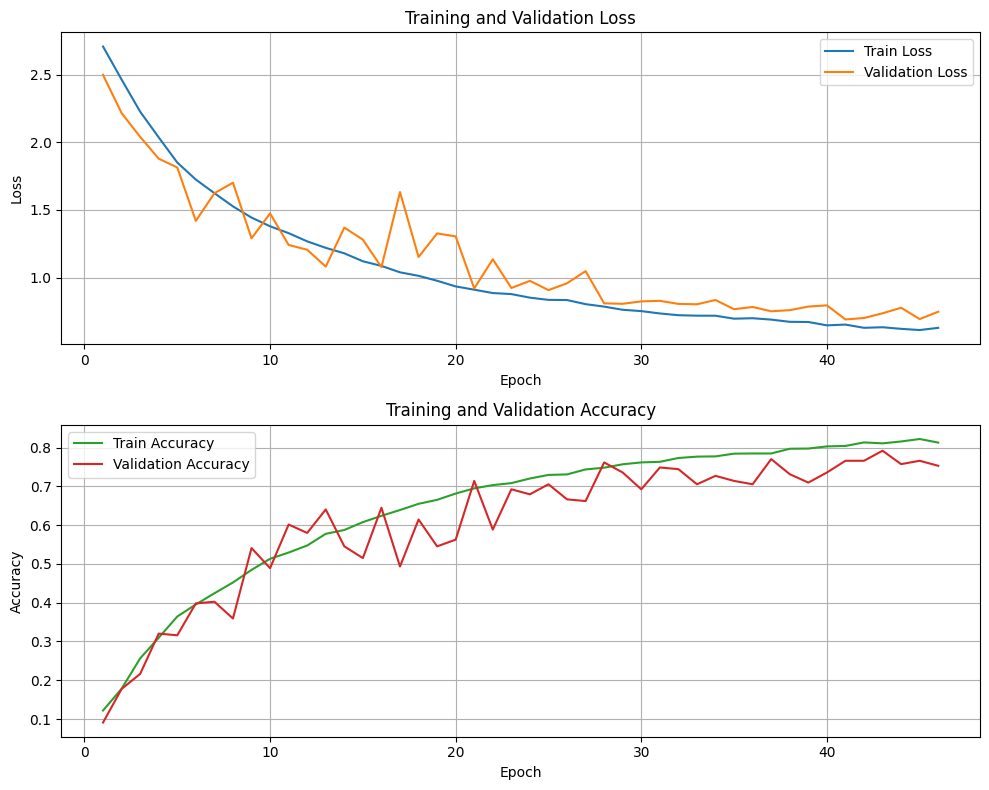 Training and Validation Loss
Train Loss
Validation Loss
2.5
2.0
1.5
1.0
Loss
0 10 20 30 40
Epoch
Training and Validation Accuracy
Train Accuracy
Validation Accuracy
0.8
0.7
0.6
0.5
0.4
0.3
0.2
0.1
Accuracy
0 10 20 30 40
Epoch